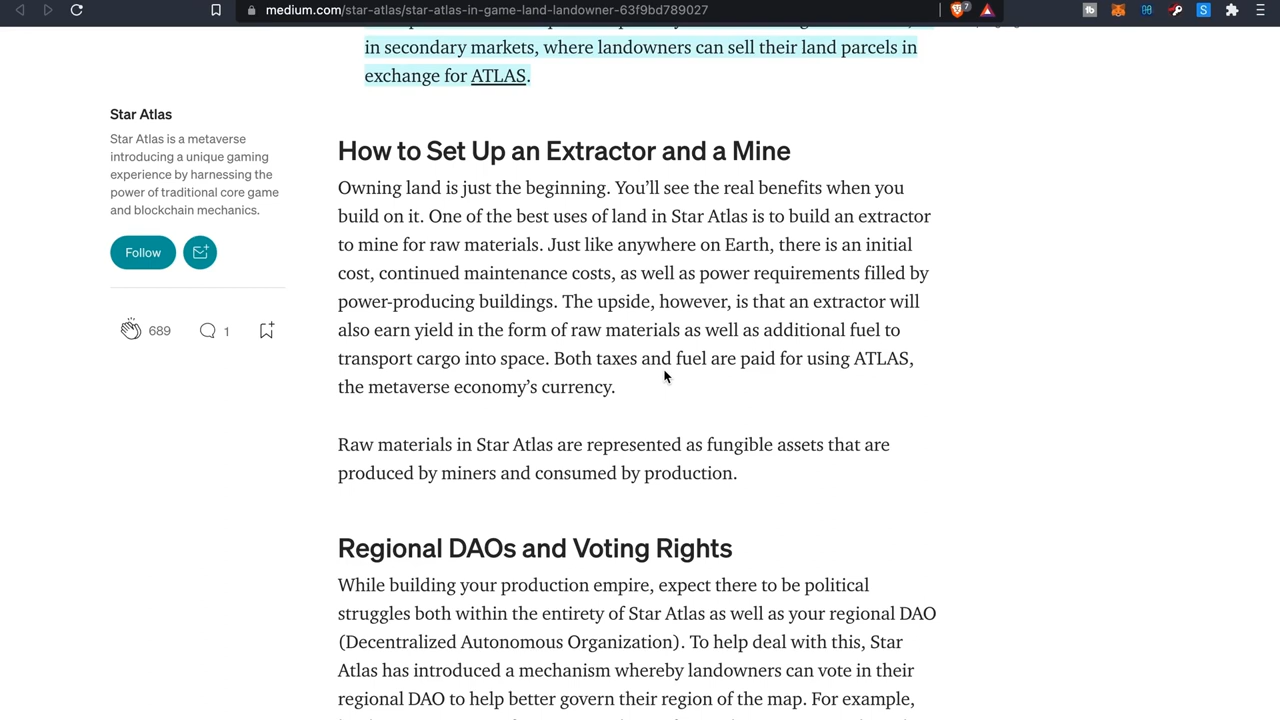 medium.com/star-atlas/star-atlas-in-game-land-landowner-63f9bd789027
7
in secondary markets, where landowners can sell their land parcels in
exchange for ATLAS.
Star Atlas
Star Atlas is a metaverse
introducing a unique gaming
experience by harnessing the
power of traditional core game
and blockchain mechanics.
Follow
689
1
How to Set Up an Extractor and a Mine
Owning land is just the beginning. You’ll see the real benefits when you
build on it. One of the best uses of land in Star Atlas is to build an extractor
to mine for raw materials. Just like anywhere on Earth, there is an initial
cost, continued maintenance costs, as well as power requirements filled by
power-producing buildings. The upside, however, is that an extractor will
also earn yield in the form of raw materials as well as additional fuel to
transport cargo into space. Both taxes and fuel are paid for using ATLAS,
the metaverse economy’s currency.
Raw materials in Star Atlas are represented as fungible assets that are
produced by miners and consumed by production.
Regional DAOs and Voting Rights
While building your production empire, expect there to be political
struggles both within the entirety of Star Atlas as well as your regional DAO
(Decentralized Autonomous Organization). To help deal with this, Star
Atlas has introduced a mechanism whereby landowners can vote in their
regional DAO to help better govern their region of the map. For example,